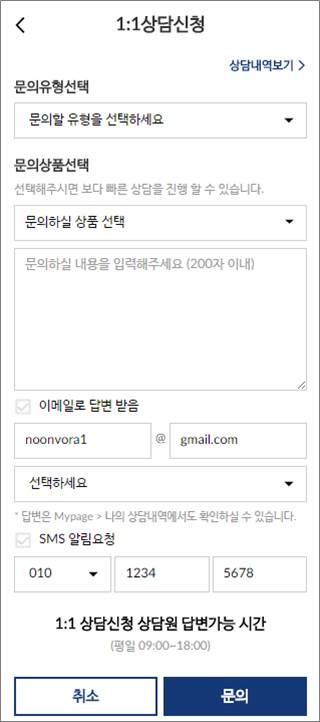 1:1상담신청
상담내역보기 >
문의유형선택
문의할 유형을 선택하세요
문의상품선택
선택해주시면 보다 빠른 상담을 진행 할 수 있습니다.
문의하실 상품 선택
문의하실 내용을 입력해주세요 (200자 이내)
이메일로 답변 받음
noonvora1 @ gmail.com
선택하세요
* 답변은 Mypage > 나의 상담내역에서도 확인하실 수 있습니다.
SMS 알림요청
010 1234 5678
1:1 상담신청 상담원 답변가능 시간
(평일 09:00~18:00)
취소 문의